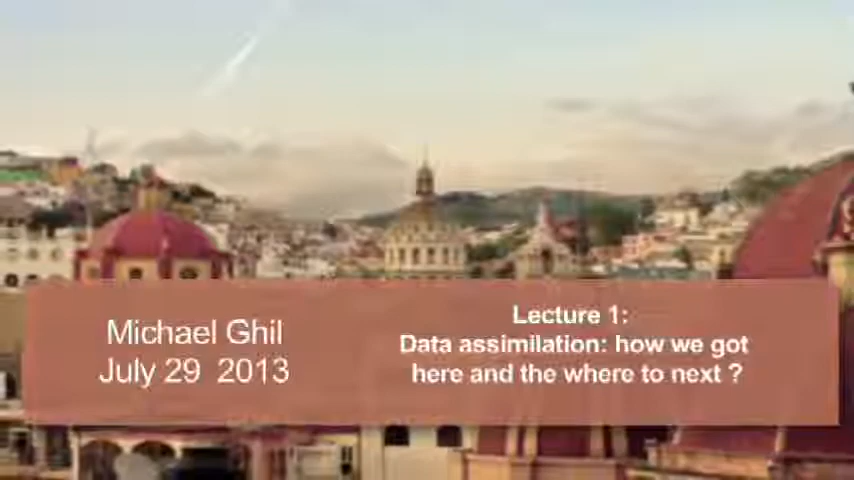 Michael Ghil
July 29 2013
Lecture 1:
Data assimilation: how we got
here and the where to next ?